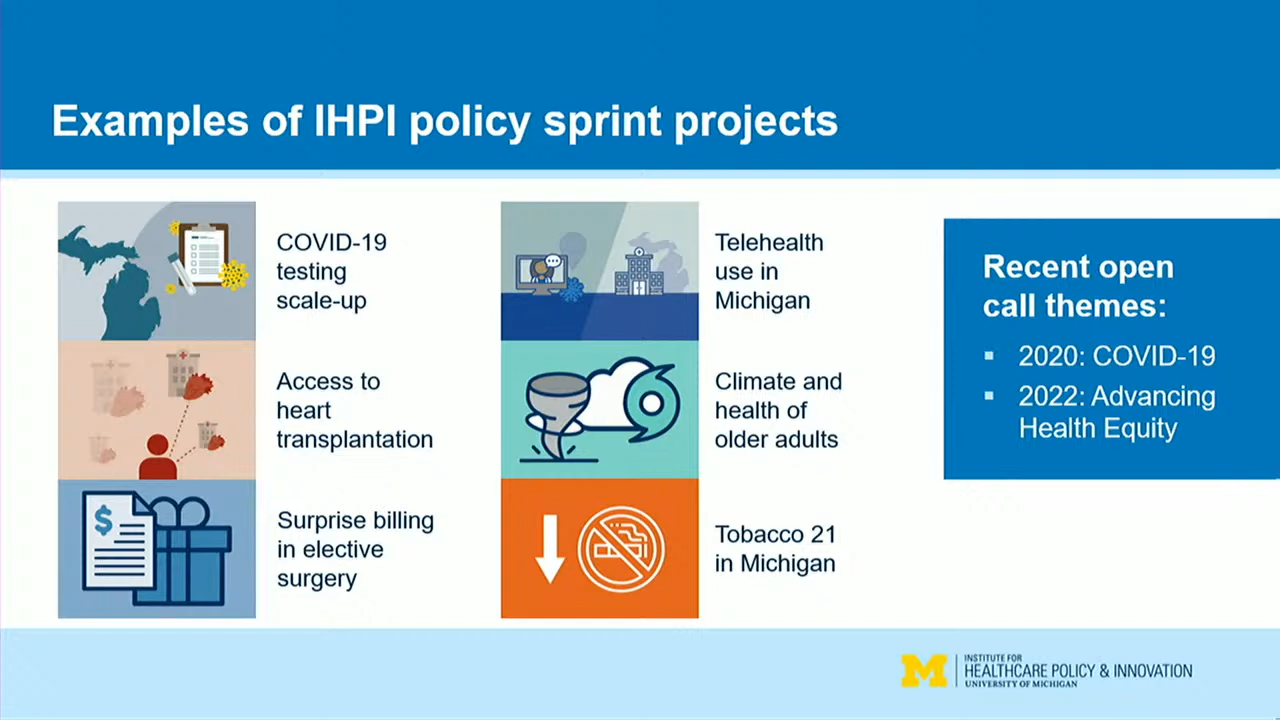 Examples of IHPI policy sprint projects
COVID-19
testing
scale-up
Access to
heart
transplantation
Surprise billing
in elective
surgery
Telehealth
use in
Michigan
Climate and
health of
older adults
Tobacco 21
in Michigan
Recent open
call themes:
▪ 2020: COVID-19
▪ 2022: Advancing
Health Equity
$
M
INSTITUTE FOR
HEALTHCARE POLICY & INNOVATION
UNIVERSITY OF MICHIGAN